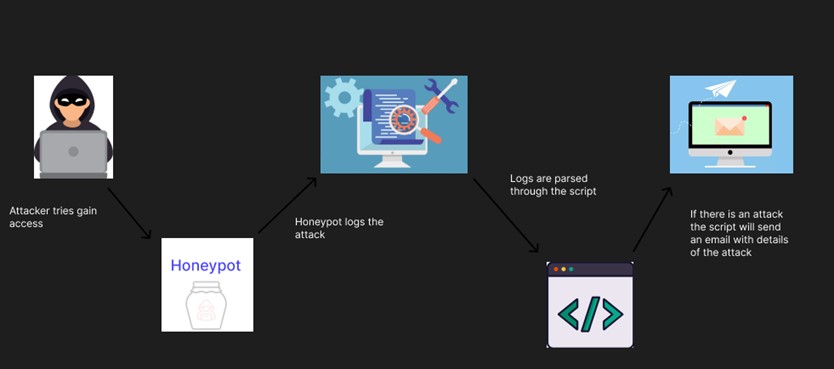 Attacker tries gain
access
Honeypot
Honeypot logs the
attack
Logs are parsed
through the script
If there is an attack
the script will send
an email with details
of the attack